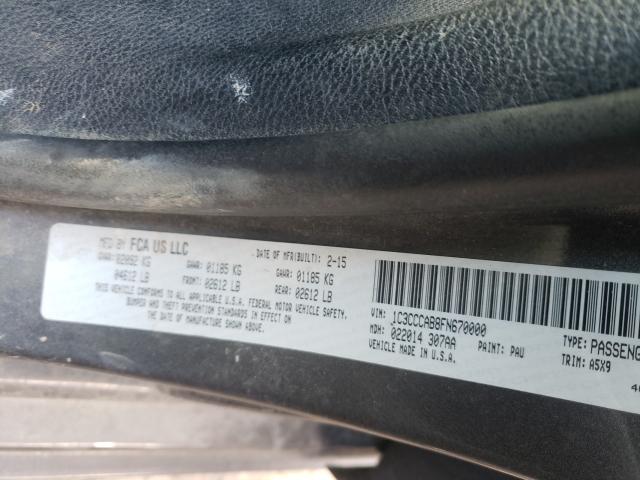 MFD BY FCA US LLC
DATE OF MFR(BUILT): 2-15
GVWR: 02092 KG GAWR: 01185 KG GAWR: 01185 KG
04612 LB FRONT: 02612 LB REAR: 02612 LB
THIS VEHICLE CONFORMS TO ALL APPLICABLE FEDERAL MOTOR VEHICLE SAFETY,
BUMPER AND THEFT PREVENTION STANDARDS IN EFFECT IN U.S.A. ON
THE DATE OF MANUFACTURE SHOWN ABOVE.
VIN: 1C3CCCAB8FN670000
TYPE: PASSENG
MDH: 022014 307AA
PAINT: PAU
TRIM: A5X9
VEHICLE MADE IN U.S.A.